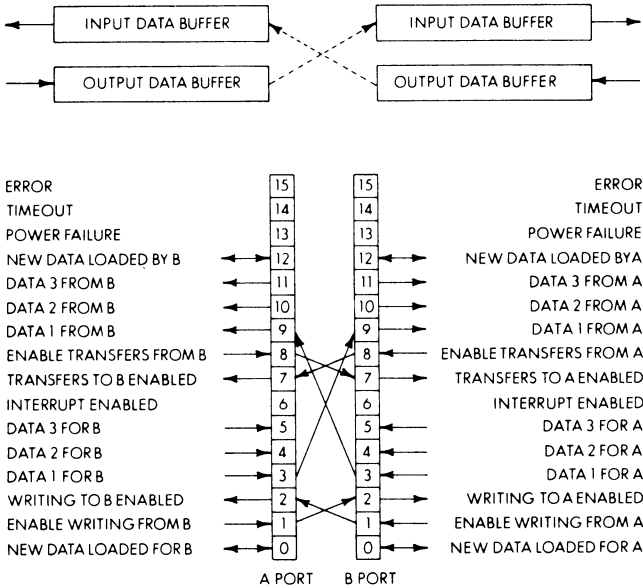 INPUT DATA BUFFER INPUT DATA BUFFER
OUTPUT DATA BUFFER OUTPUT DATA BUFFER
ERROR 15 15 ERROR
TIMEOUT 14 14 TIMEOUT
POWER FAILURE 13 13 POWER FAILURE
NEW DATA LOADED BY B 12 12 NEW DATA LOADED BY A
DATA 3 FROM B 11 11 DATA 3 FROM A
DATA 2 FROM B 10 10 DATA 2 FROM A
DATA 1 FROM B 9 9 DATA 1 FROM A
ENABLE TRANSFERS FROM B 8 8 ENABLE TRANSFERS FROM A
TRANSFERS TO B ENABLED 7 7 TRANSFERS TO A ENABLED
INTERRUPT ENABLED 6 6 INTERRUPT ENABLED
DATA 3 FOR B 5 5 DATA 3 FOR A
DATA 2 FOR B 4 4 DATA 2 FOR A
DATA 1 FOR B 3 3 DATA 1 FOR A
WRITING TO B ENABLED 2 2 WRITING TO A ENABLED
ENABLE WRITING FROM B 1 1 ENABLE WRITING FROM A
NEW DATA LOADED FOR B 0 0 NEW DATA LOADED FOR A
A PORT B PORT